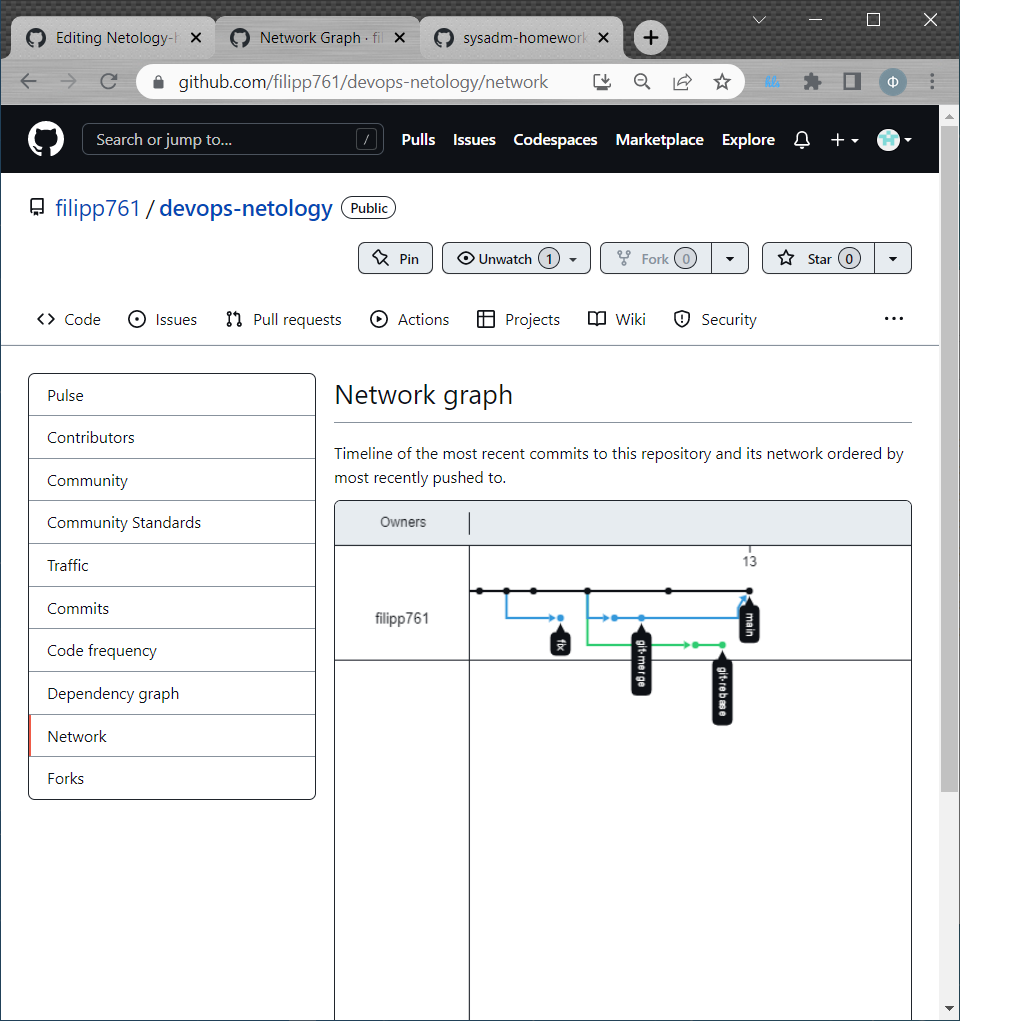 Editing Netology-h
Network Graph · fi
sysadm-homework
github.com/filipp761/devops-netology/network
Ф
Search or jump to... /
Pulls Issues Codespaces Marketplace Explore
filipp761 / devops-netology Public
Pin Unwatch 1 Fork 0 Star 0
Code Issues Pull requests Actions Projects Wiki Security
Pulse
Contributors
Community
Community Standards
Traffic
Commits
Code frequency
Dependency graph
Network
Forks
Network graph
Timeline of the most recent commits to this repository and its network ordered by
most recently pushed to.
Owners
13
filipp761
main
fix
git-merge
git-rebase